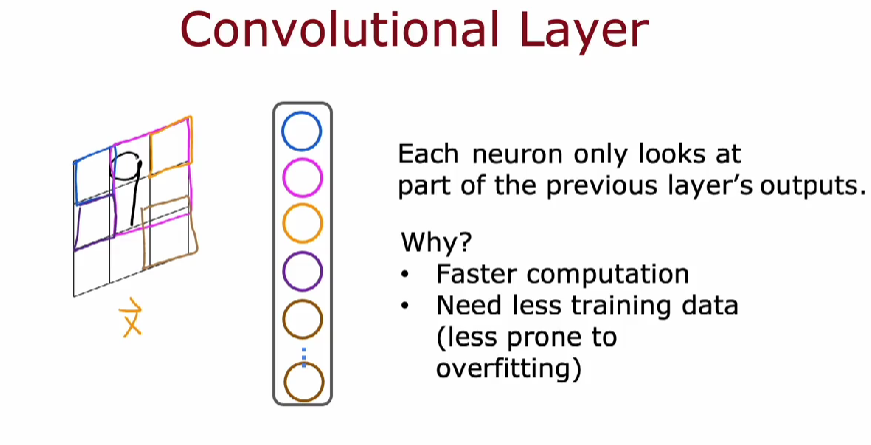 Convolutional Layer
Each neuron only looks at
part of the previous layer's outputs.
Why?
• Faster computation
• Need less training data
(less prone to
overfitting)
9
x⃗